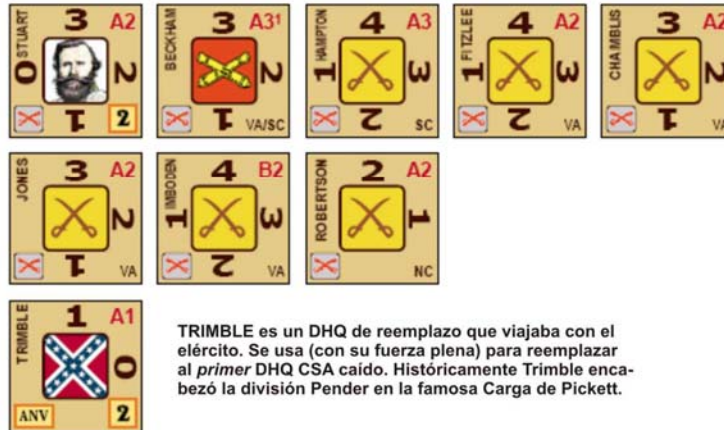 STUART 3 A2 2 1 0 2
BECKHAM 3 A3¹ 2 1 VA/SC
HAMPTON 4 A3 3 2 1 SC
FITZLEE 4 A2 3 2 1 VA
CHAMBLIS 3 A2 2 1 VA
JONES 3 A2 2 1 VA
IMBODEN 4 B2 3 2 1 VA
ROBERTSON 2 A2 1 NC
TRIMBLE 1 A1 0 ANV 2
TRIMBLE es un DHQ de reemplazo que viajaba con el
elército. Se usa (con su fuerza plena) para reemplazar
al primer DHQ CSA caído. Históricamente Trimble enca-
bezó la división Pender en la famosa Carga de Pickett.